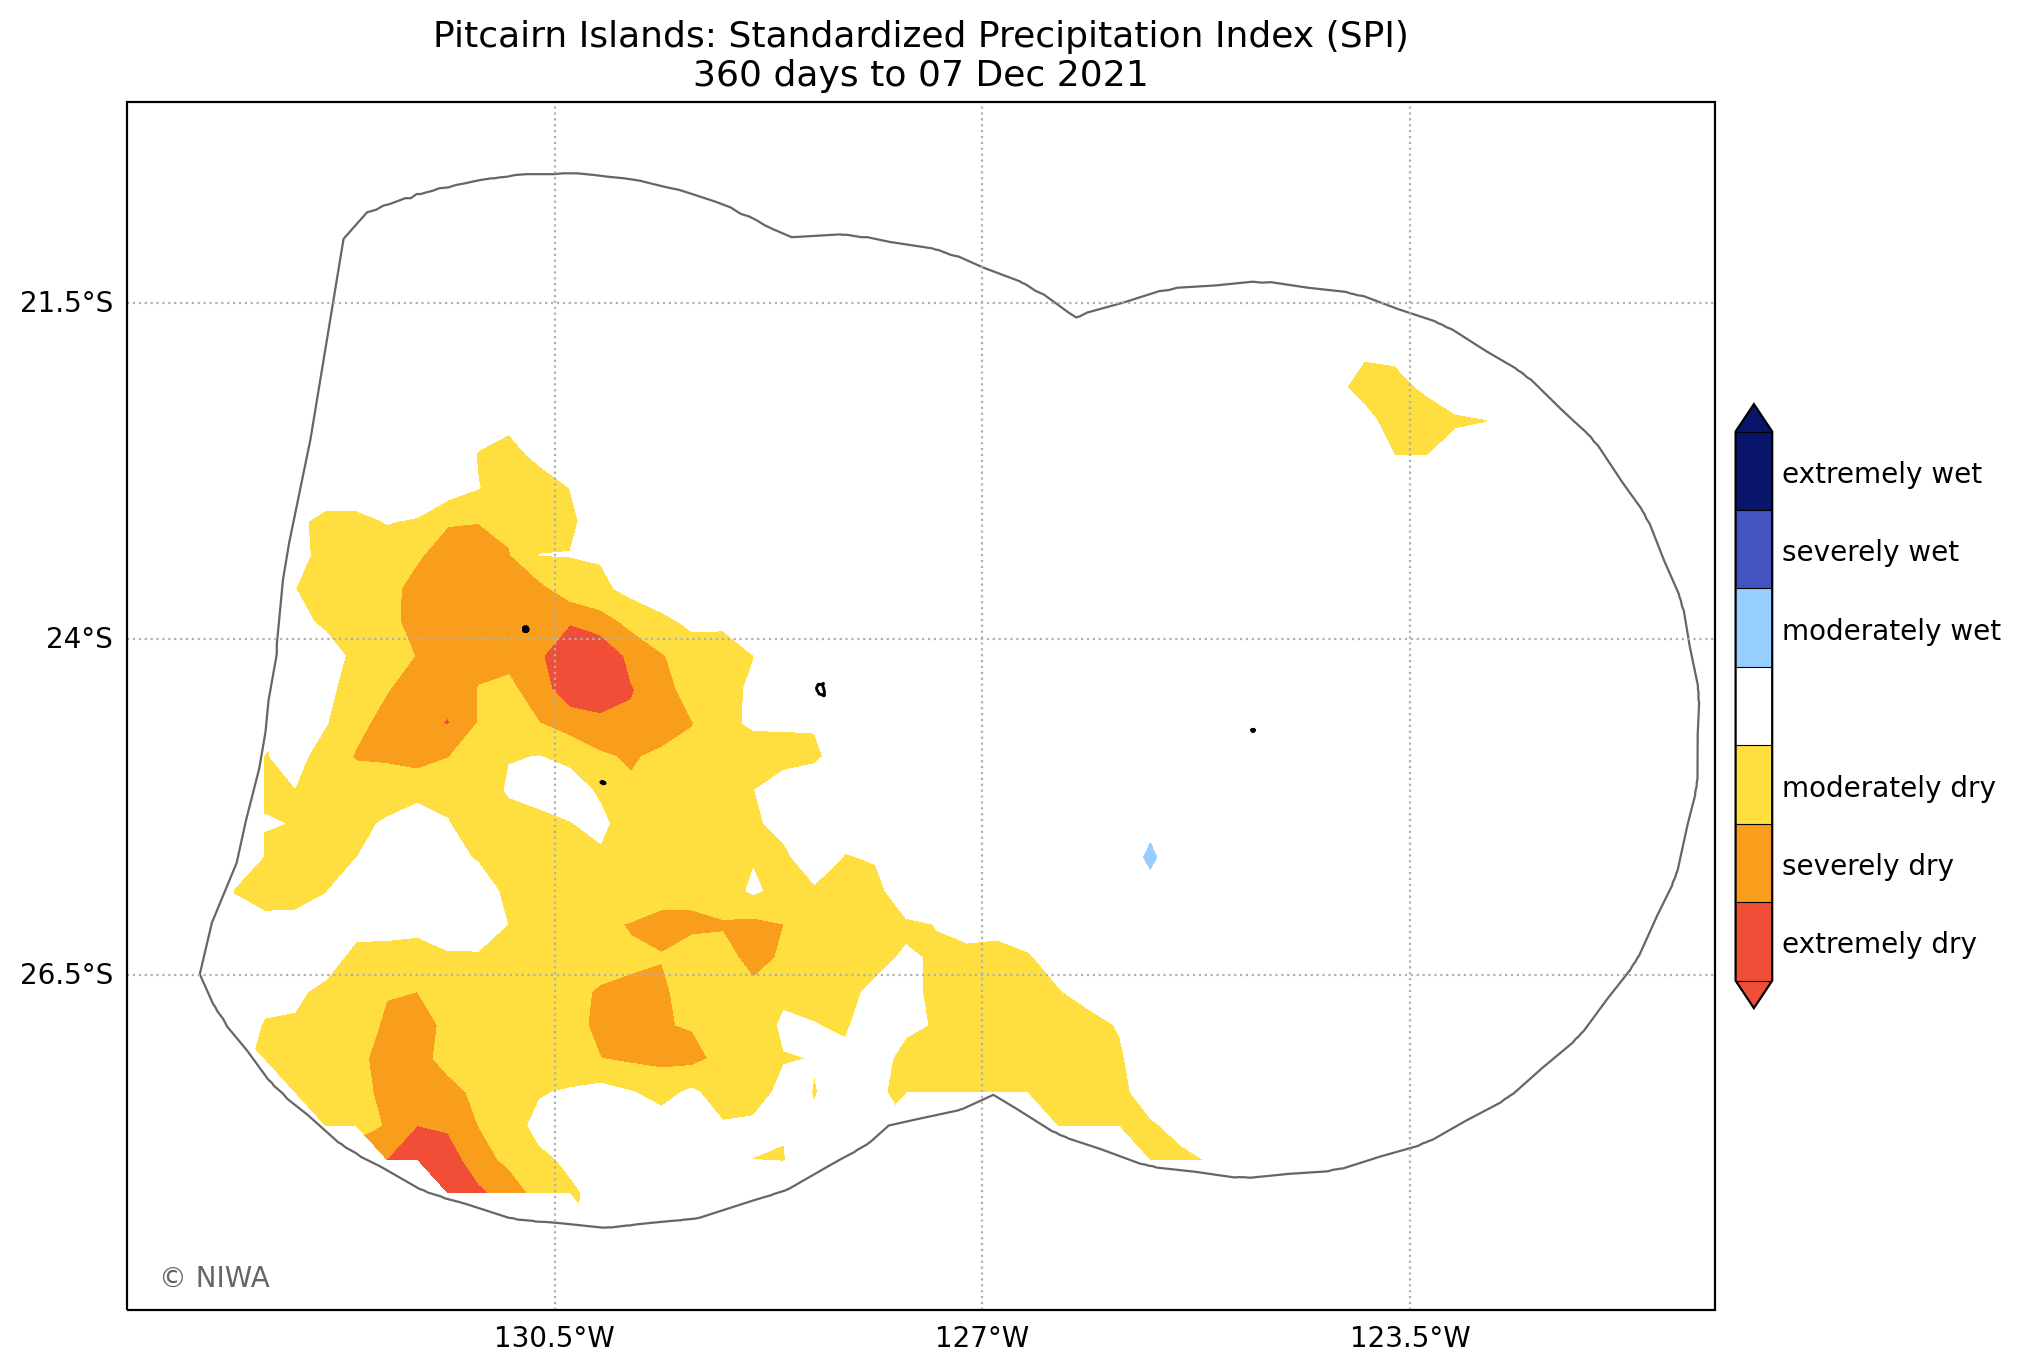 Pitcairn Islands: Standardized Precipitation Index (SPI)
360 days to 07 Dec 2021
21.5°S
24°S
26.5°S
130.5°W
127°W
123.5°W
extremely wet
severely wet
moderately wet
moderately dry
severely dry
extremely dry
© NIWA